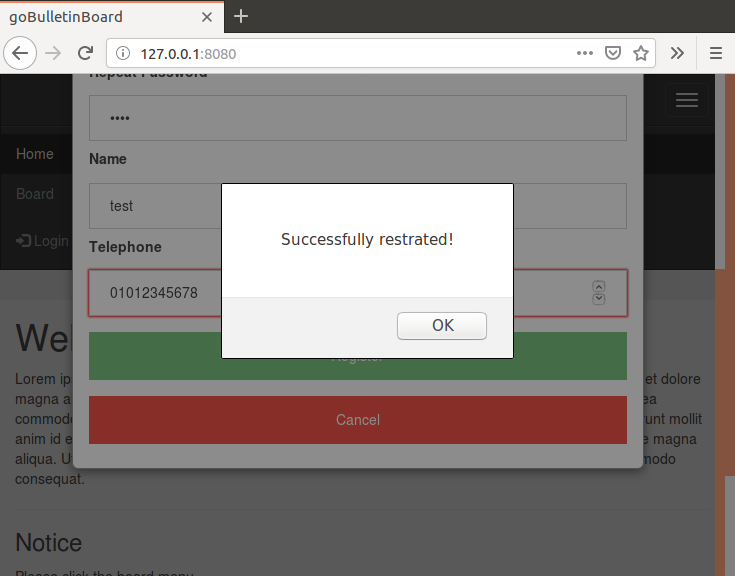 goBulletinBoard
127.0.0.1:8080
Repeat Password
••••
Home
Name
Board
test
Successfully restrated!
Login
Telephone
01012345678
OK
Register
Wel
Lorem ip
et dolore
magna a
ea
commodo
Cancel
runt mollit
anim id e
e magna
aliqua. U
modo
consequat.
Notice
Please click the board menu